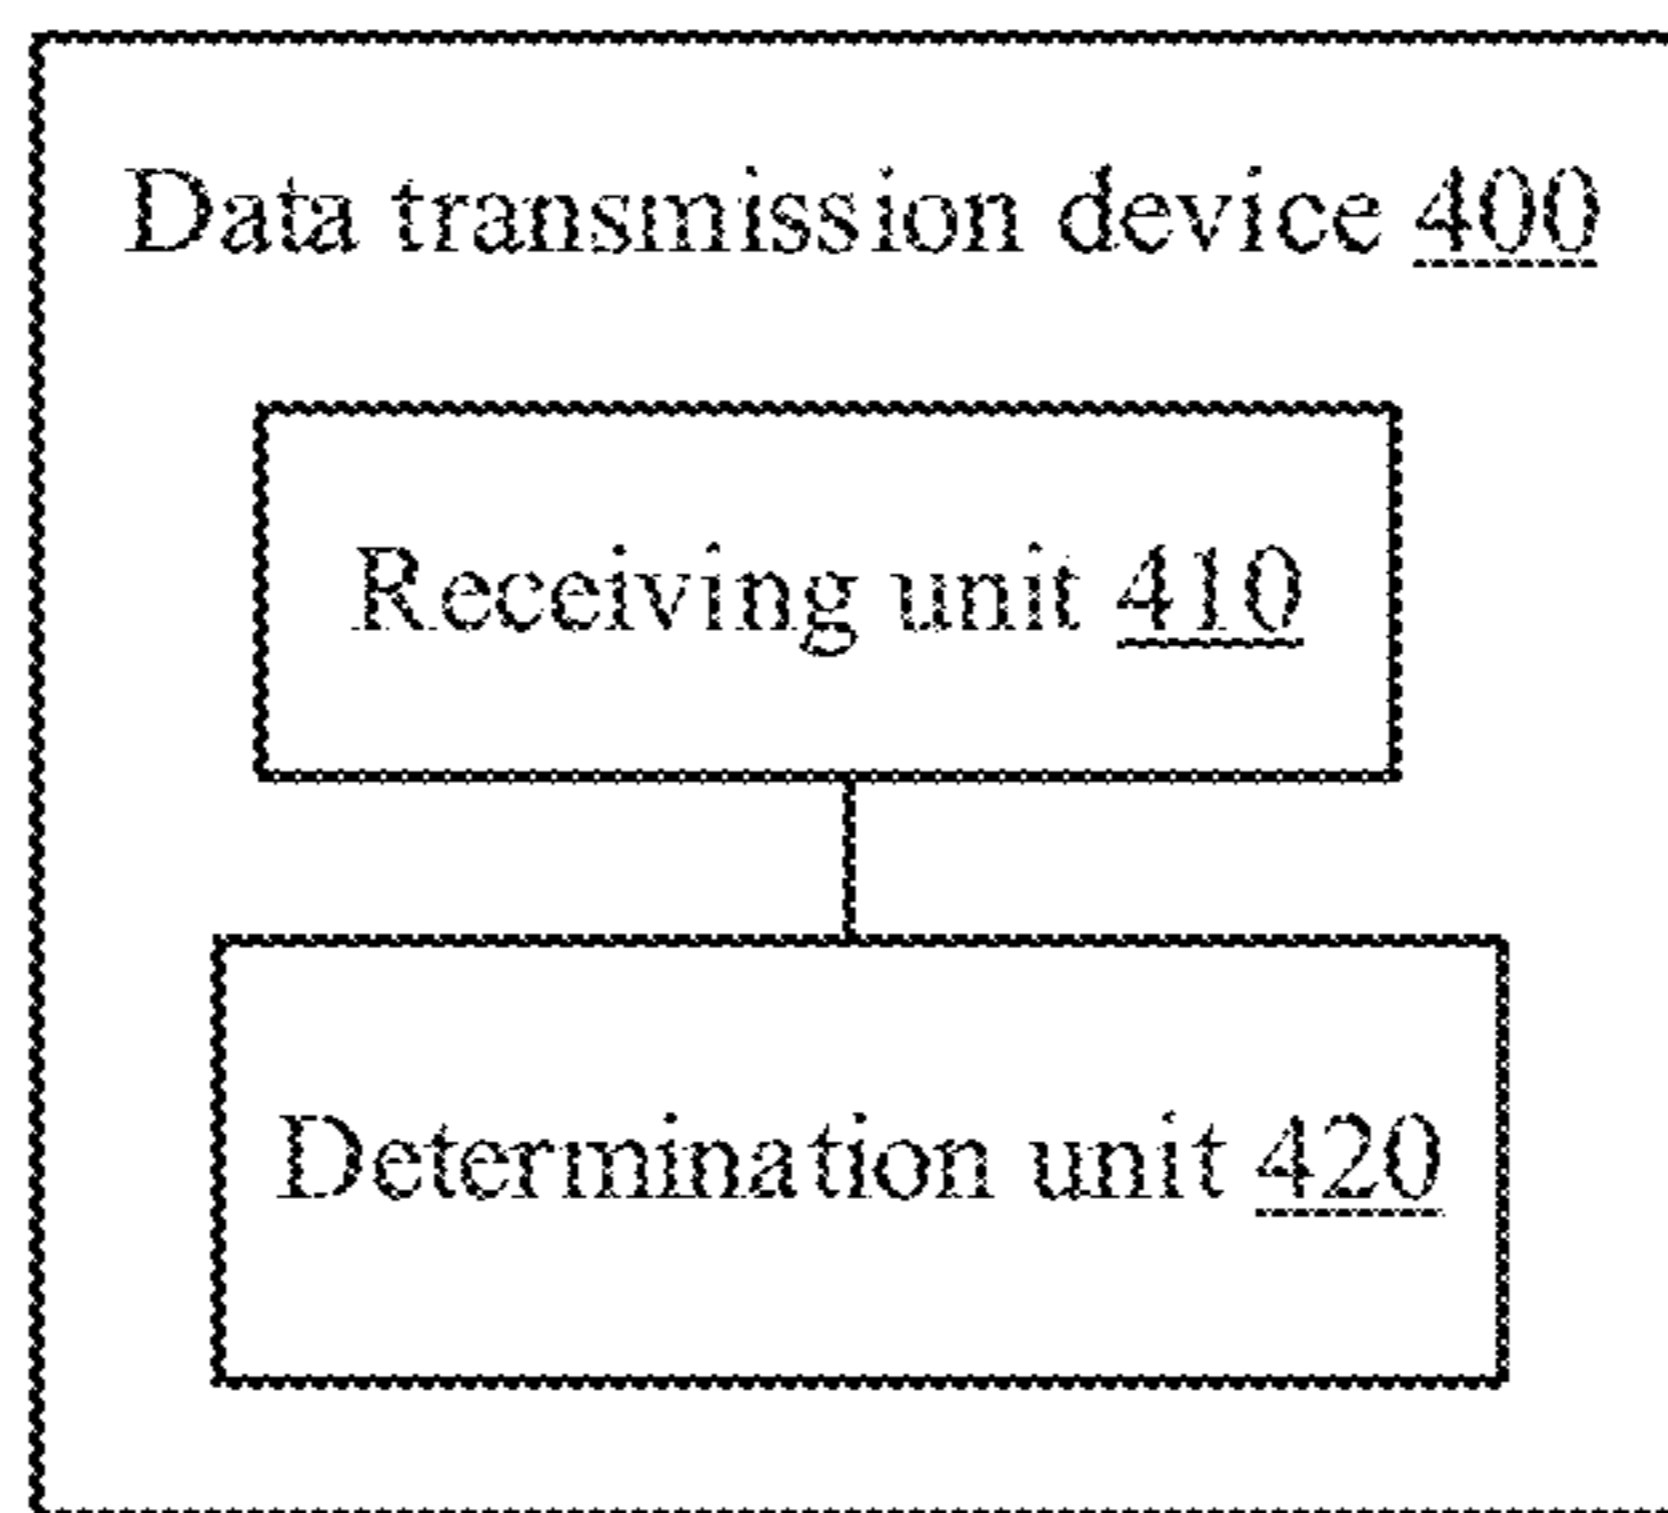 Data transmission device 400
Receiving unit 410
Determination unit 420